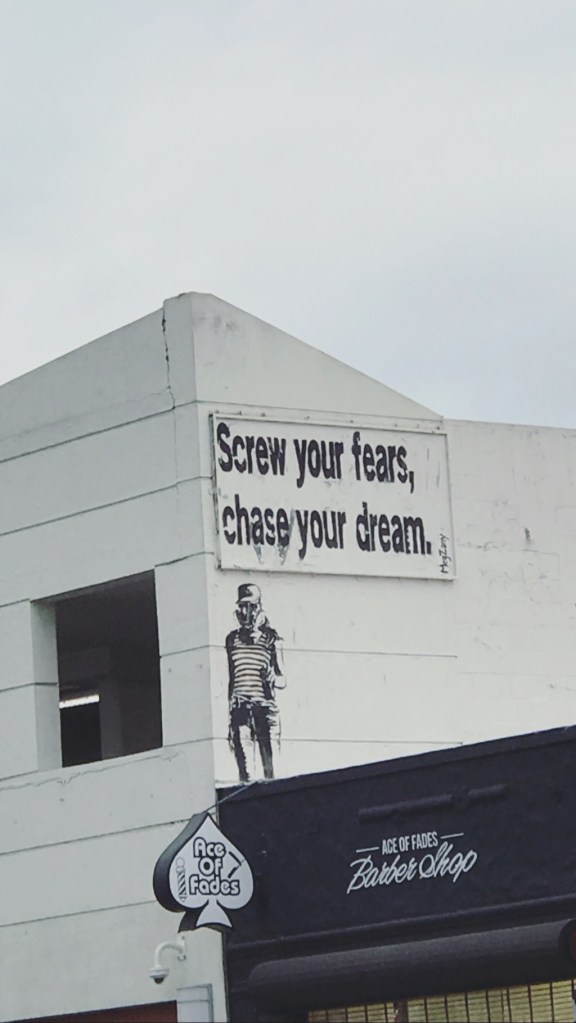 Screw your fears,
chase your dream.
Ace
Of
Fades
ACE OF FADES
Barber Shop